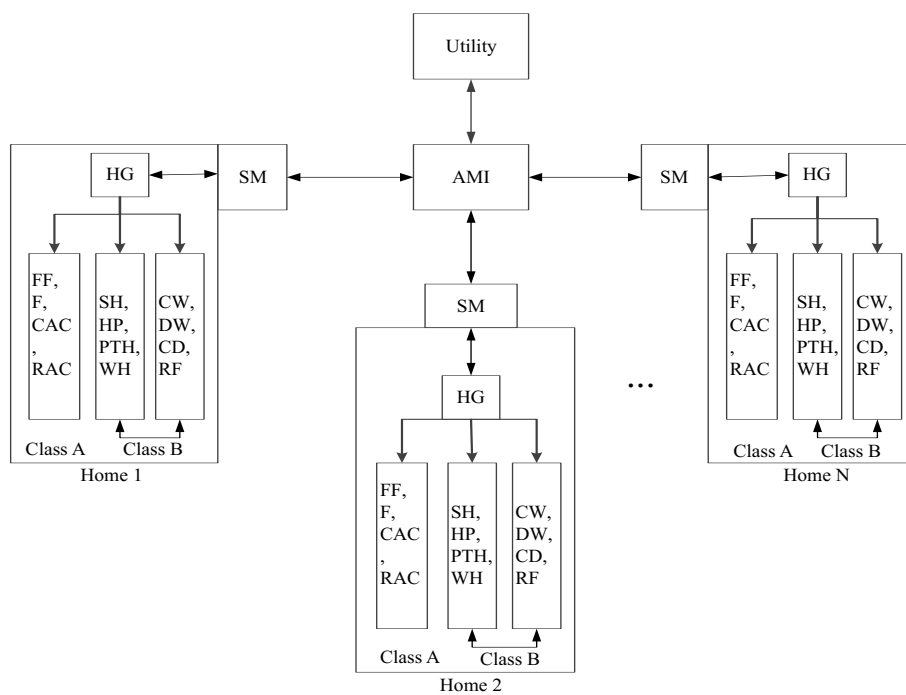 Utility
AMI
SM
HG
FF,
F,
CAC
,
RAC
SH,
HP,
PTH,
WH
CW,
DW,
CD,
RF
Class A
Class B
Home 1
SM
HG
FF,
F,
CAC
,
RAC
SH,
HP,
PTH,
WH
CW,
DW,
CD,
RF
Class A
Class B
Home 2
...
SM
HG
FF,
F,
CAC
,
RAC
SH,
HP,
PTH,
WH
CW,
DW,
CD,
RF
Class A
Class B
Home N